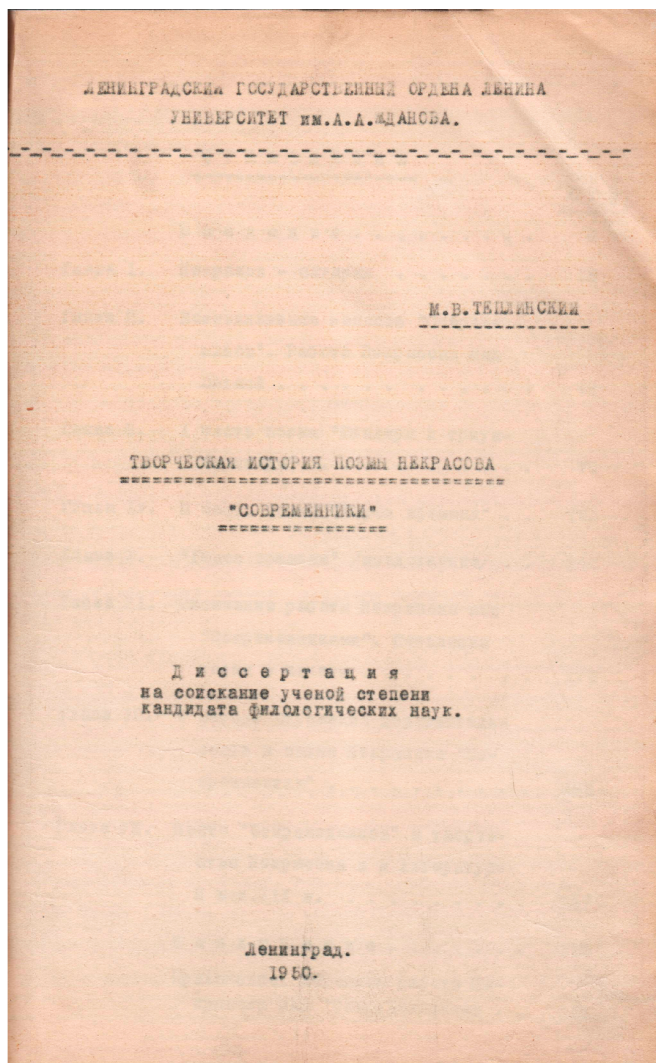 ЛЕНИНГРАДСКИЙ ГОСУДАРСТВЕННЫЙ ОРДЕНА ЛЕНИНА
УНИВЕРСИТЕТ им.А.А.ЖДАНОВА.
М.В.ТЕПЛИНСКИЙ
ТВОРЧЕСКАЯ ИСТОРИЯ ПОЭМЫ НЕКРАСОВА
"СОВРЕМЕННИКИ"
Диссертация
на соискание ученой степени
кандидата филологических наук.
Ленинград.
1950.